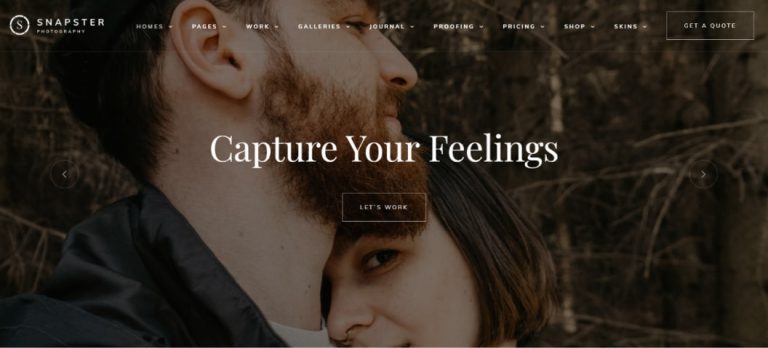 S SNAPSTER
PHOTOGRAPHY
HOMES PAGES WORK GALLERIES JOURNAL PROOFING PRICING SHOP SKINS GET A QUOTE
Capture Your Feelings
LET'S WORK